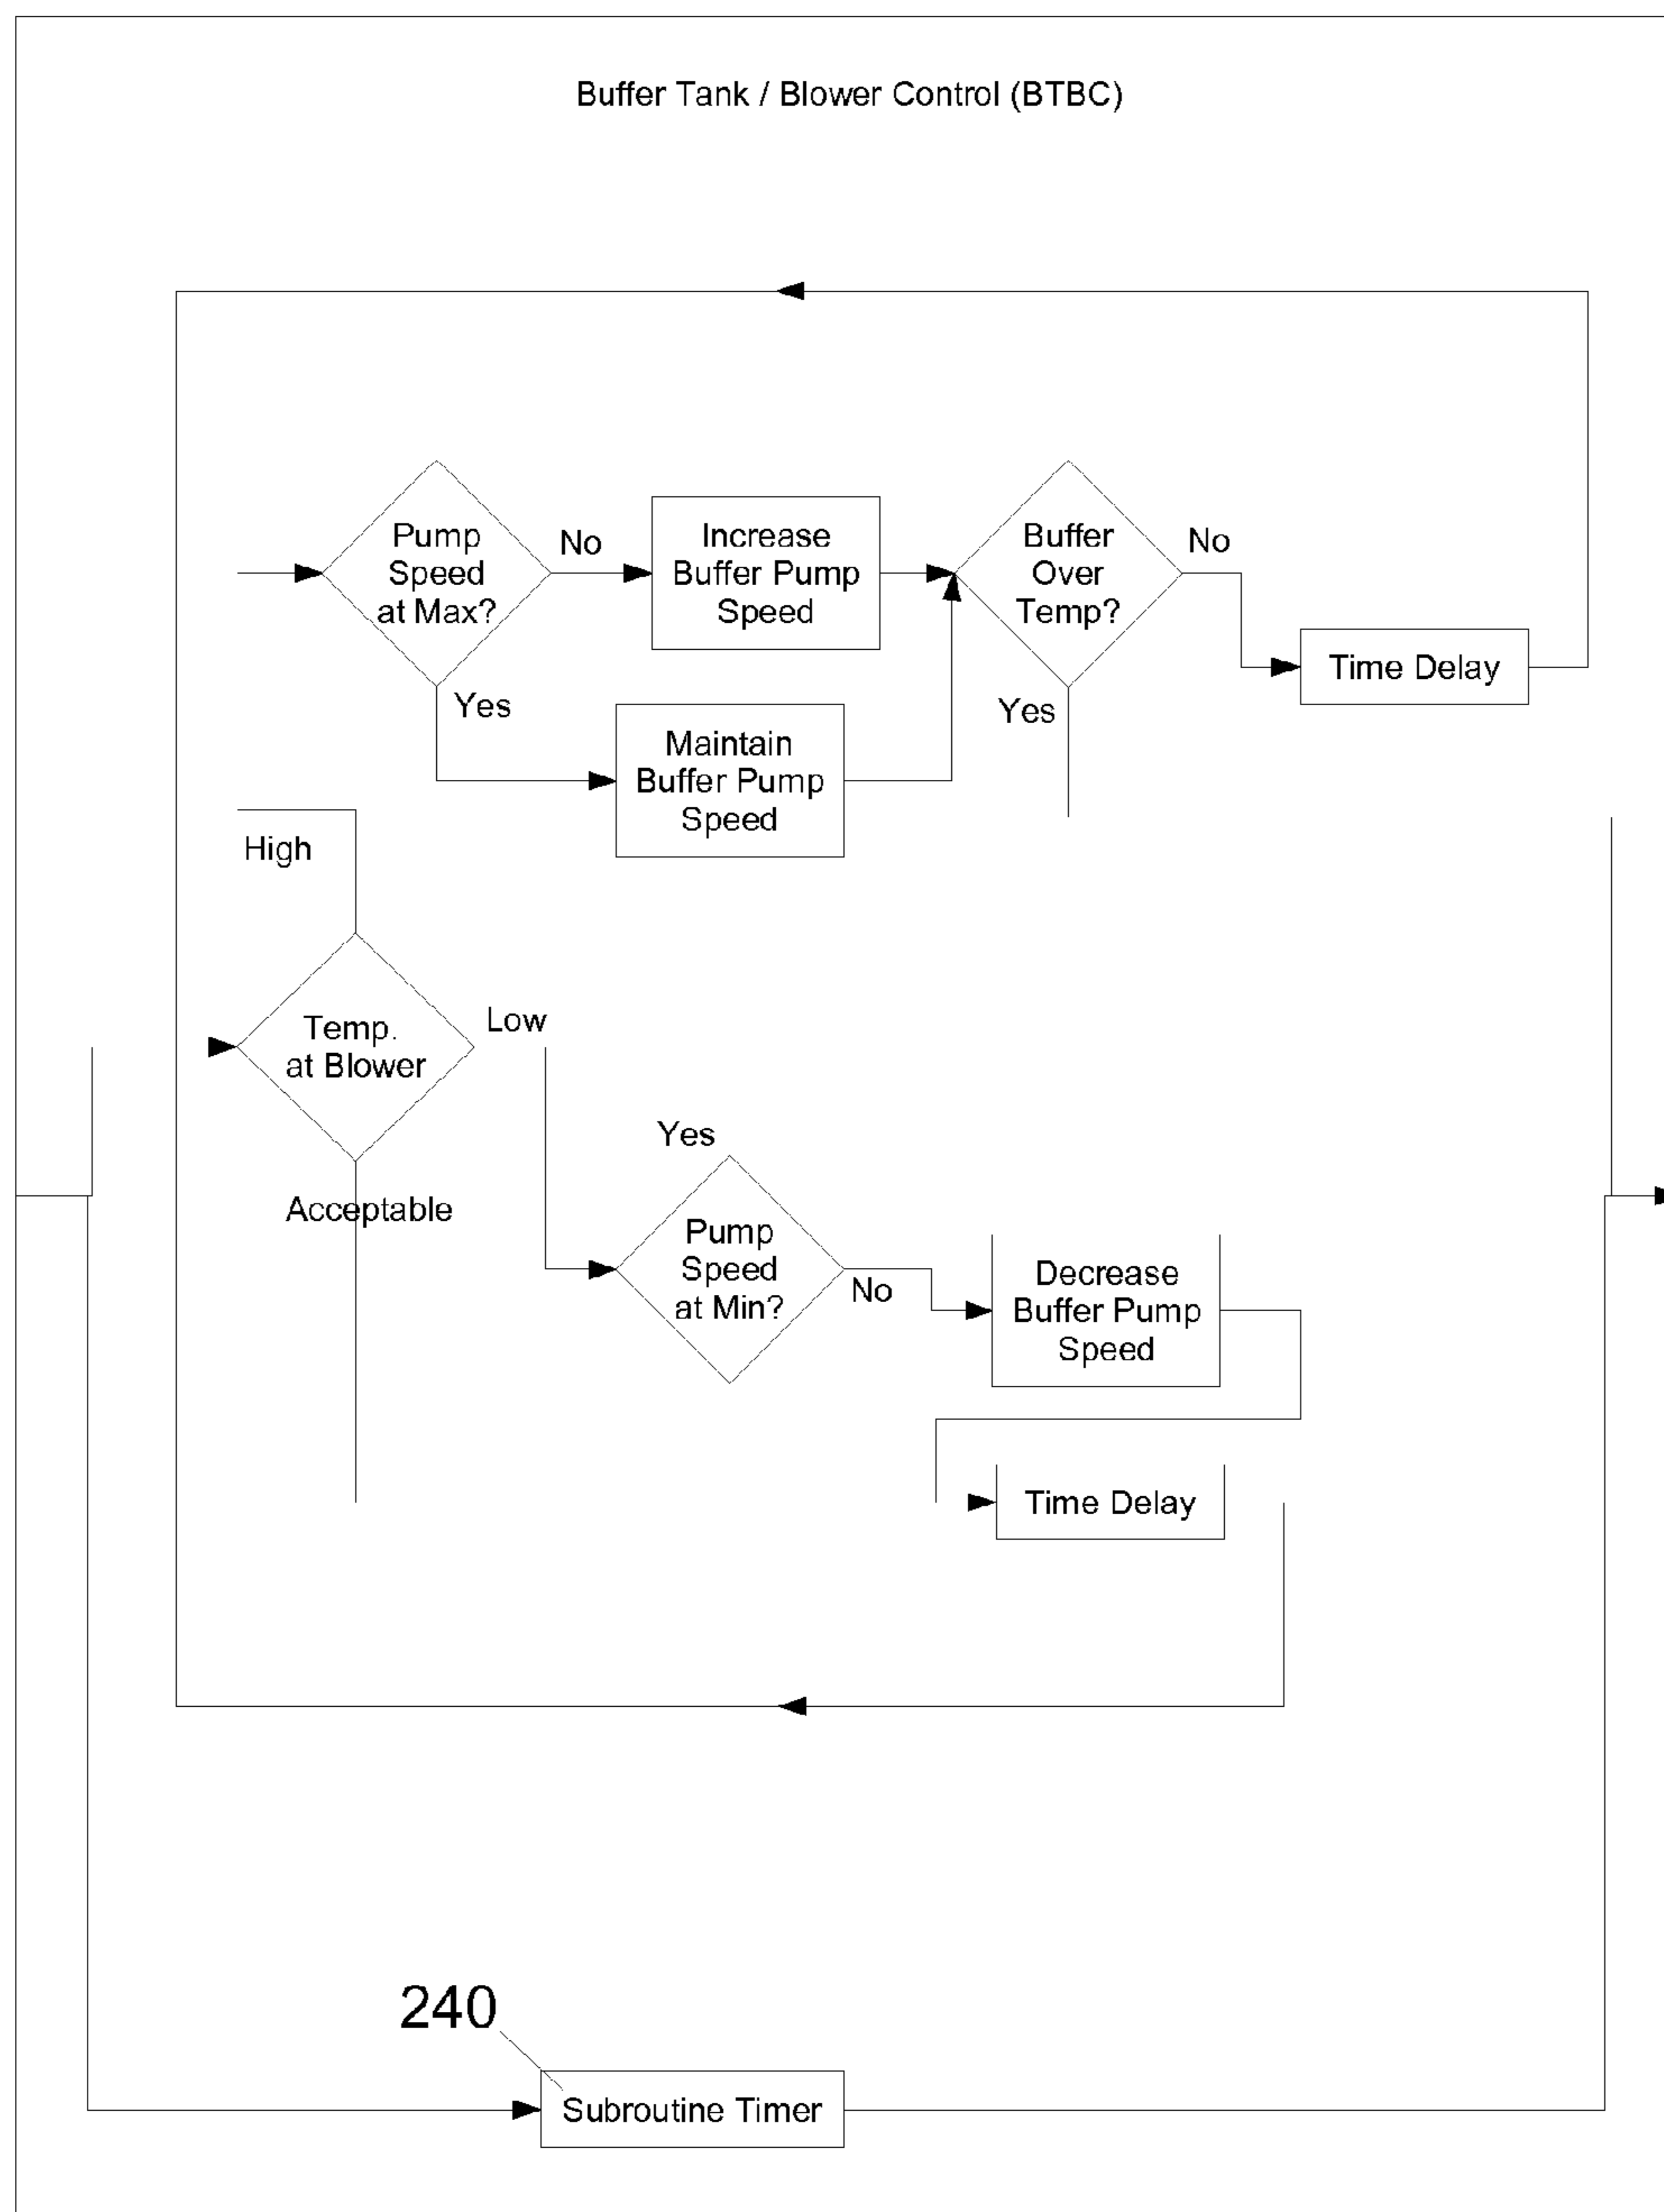 Buffer Tank / Blower Control (BTBC)
Pump
Speed
at Max?
No
Increase
Buffer Pump
Speed
Buffer
Over
Temp?
No
Time Delay
Yes
Maintain
Buffer Pump
Speed
Yes
High
Temp.
at Blower
Low
Acceptable
Yes
Pump
Speed
at Min?
No
Decrease
Buffer Pump
Speed
Time Delay
240
Subroutine Timer